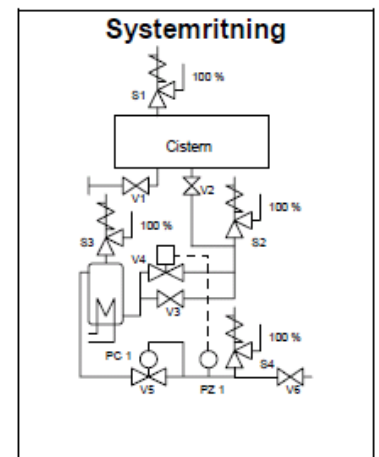 Systemritning
100 %
S1
Cistern
V1
V2
100 %
S3
100 %
S2
V4
V3
PC 1
V5
PZ 1
100 %
S4
V6